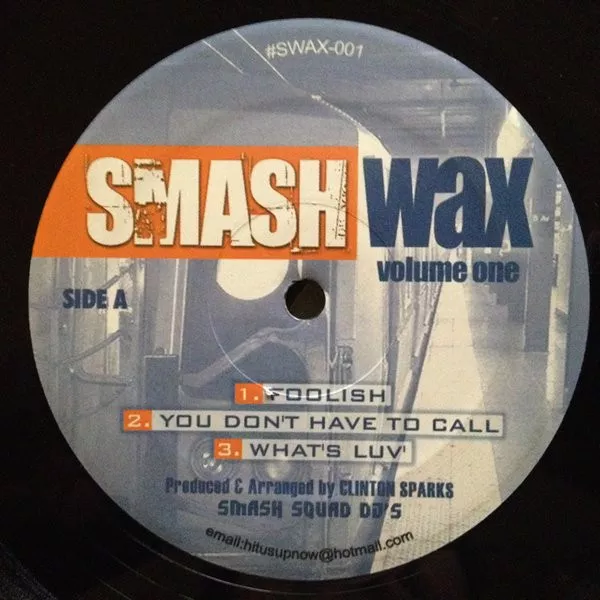 #SWAX-001
SMASH wax
volume one
SIDE A
1. FOOLISH
2. YOU DON'T HAVE TO CALL
3. WHAT'S LUV'
Produced & Arranged by CLINTON SPARKS
SMASH SQUAD DJ'S
email:hitusupnow@hotmail.com